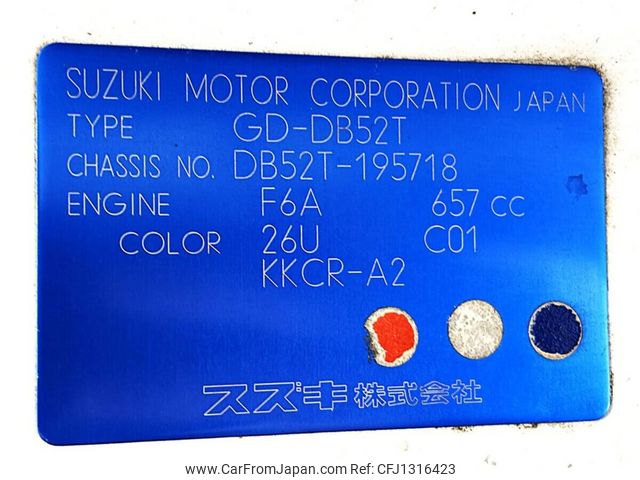 SUZUKI MOTOR CORPORATION JAPAN
TYPE GD-DB52T
CHASSIS NO. DB52T-195718
ENGINE F6A 657 cc
COLOR 26U C01
KKCR-A2
スズキ株式会社
www.CarFromJapan.com - CFJ1316423